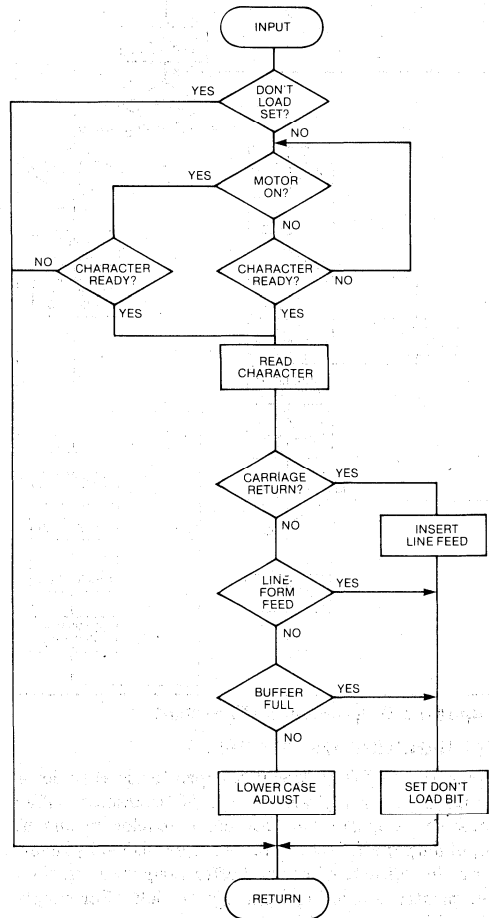 INPUT
YES
DON'T
LOAD
SET?
NO
YES
MOTOR
ON?
NO
NO
CHARACTER
READY?
CHARACTER
READY?
NO
YES
YES
READ
CHARACTER
CARRIAGE
RETURN?
YES
NO
INSERT
LINE FEED
LINE-
FORM
FEED
YES
NO
BUFFER
FULL
YES
NO
LOWER CASE
ADJUST
SET DON'T
LOAD BIT
RETURN